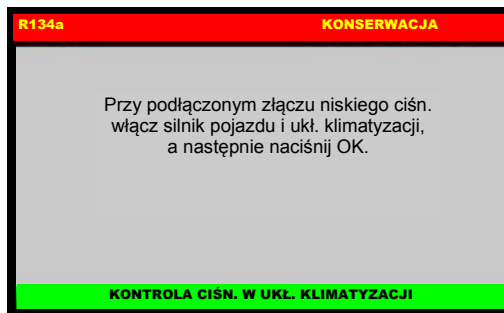 R134a KONSERWACJA
Przy podłączonym złączu niskiego ciśn.
włącz silnik pojazdu i ukł. klimatyzacji,
a następnie naciśnij OK.
KONTROLA CIŚN. W UKŁ. KLIMATYZACJI